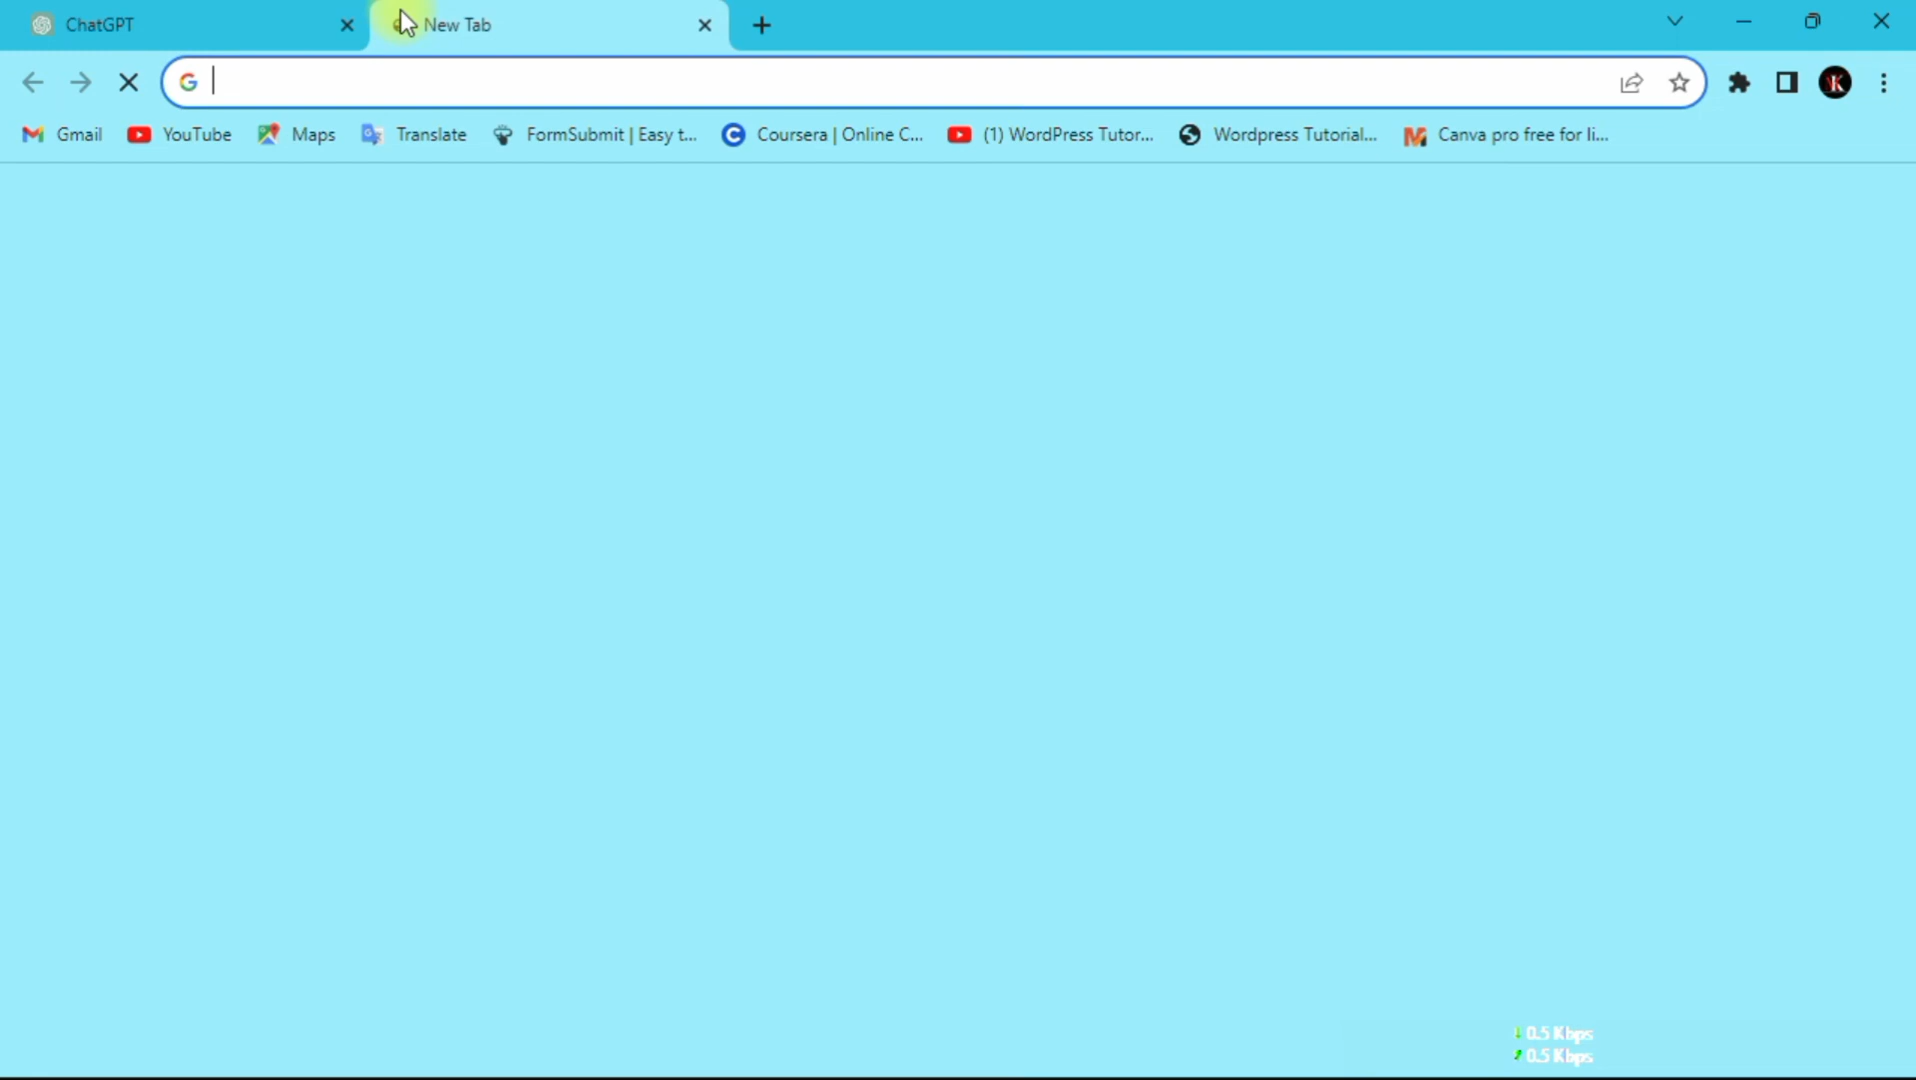 ChatGPT
New Tab
Gmail
YouTube
Maps
Translate
FormSubmit | Easy t...
Coursera | Online C...
(1) WordPress Tutor...
Wordpress Tutorial...
Canva pro free for li...
0.5 Kbps
0.5 Kbps